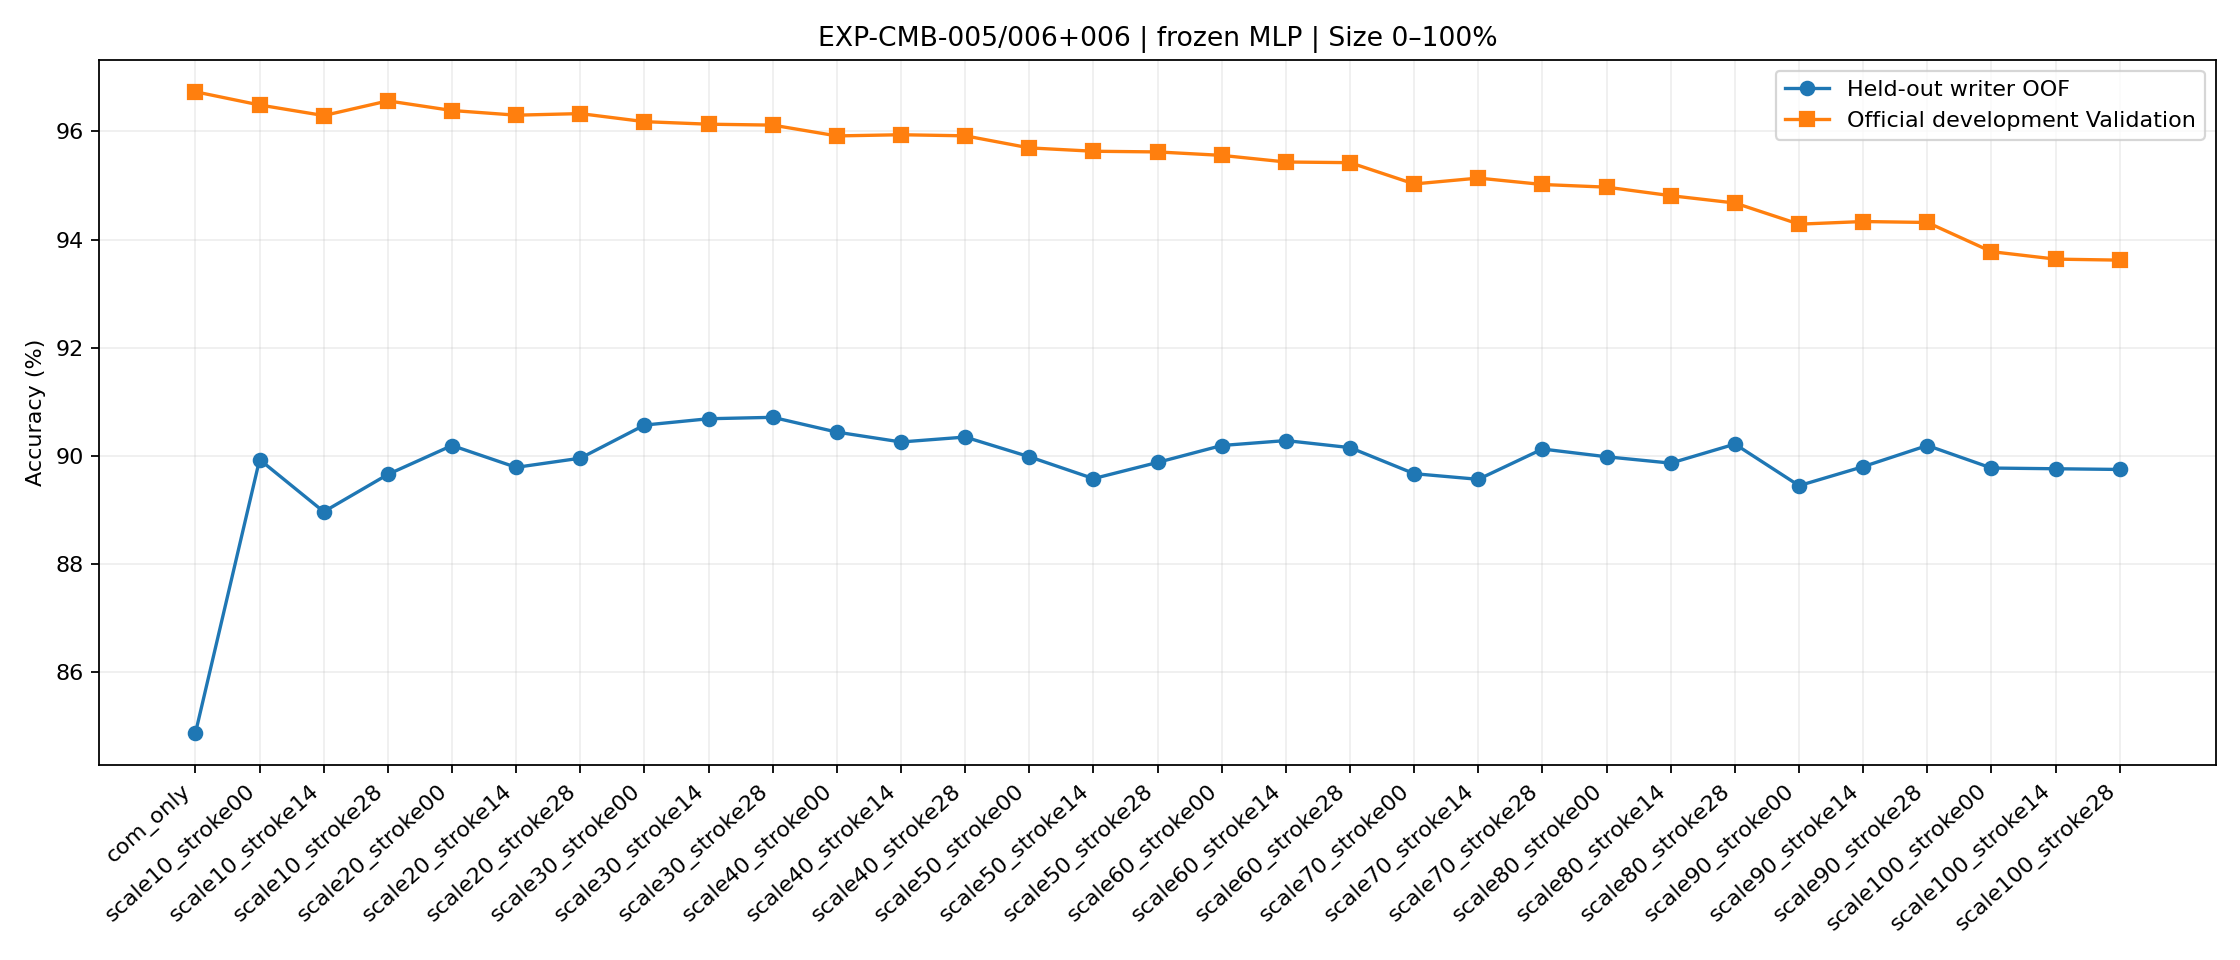 EXP-CMB-005/006+006 | frozen MLP | Size 0–100%
Held-out writer OOF
Official development Validation
Accuracy (%)
96
94
92
90
88
86
com_only
scale10_stroke00
scale10_stroke14
scale10_stroke28
scale20_stroke00
scale20_stroke14
scale20_stroke28
scale30_stroke00
scale30_stroke14
scale30_stroke28
scale40_stroke00
scale40_stroke14
scale40_stroke28
scale50_stroke00
scale50_stroke14
scale50_stroke28
scale60_stroke00
scale60_stroke14
scale60_stroke28
scale70_stroke00
scale70_stroke14
scale70_stroke28
scale80_stroke00
scale80_stroke14
scale80_stroke28
scale90_stroke00
scale90_stroke14
scale90_stroke28
scale100_stroke00
scale100_stroke14
scale100_stroke28